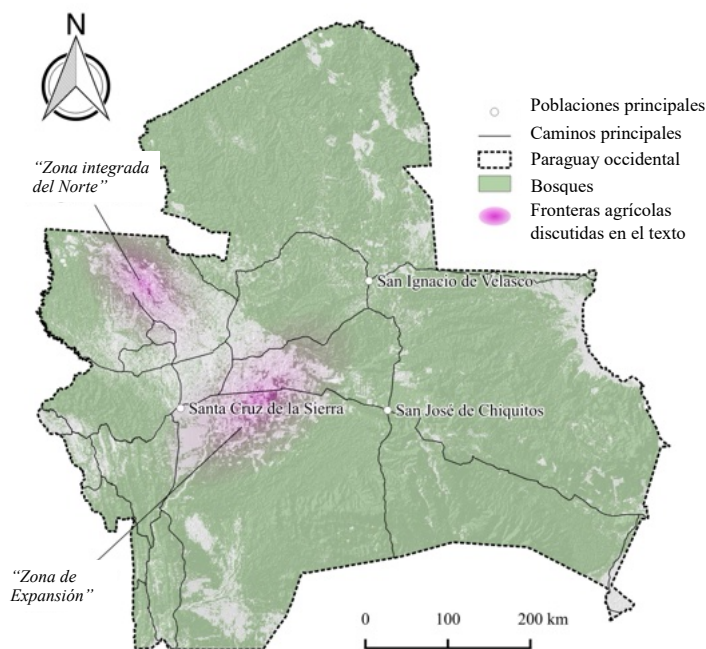 N
Poblaciones principales
Caminos principales
Paraguay occidental
Bosques
Fronteras agrícolas
discutidas en el texto
“Zona integrada
del Norte”
San Ignacio de Velasco
Santa Cruz de la Sierra
San José de Chiquitos
“Zona de
Expansión”
0 100 200 km